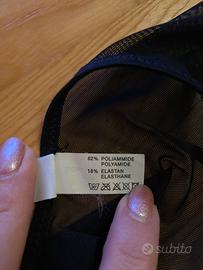 82% POLIAMMIDE
POLYAMIDE
18% ELASTAN
ELASTHANE
subito